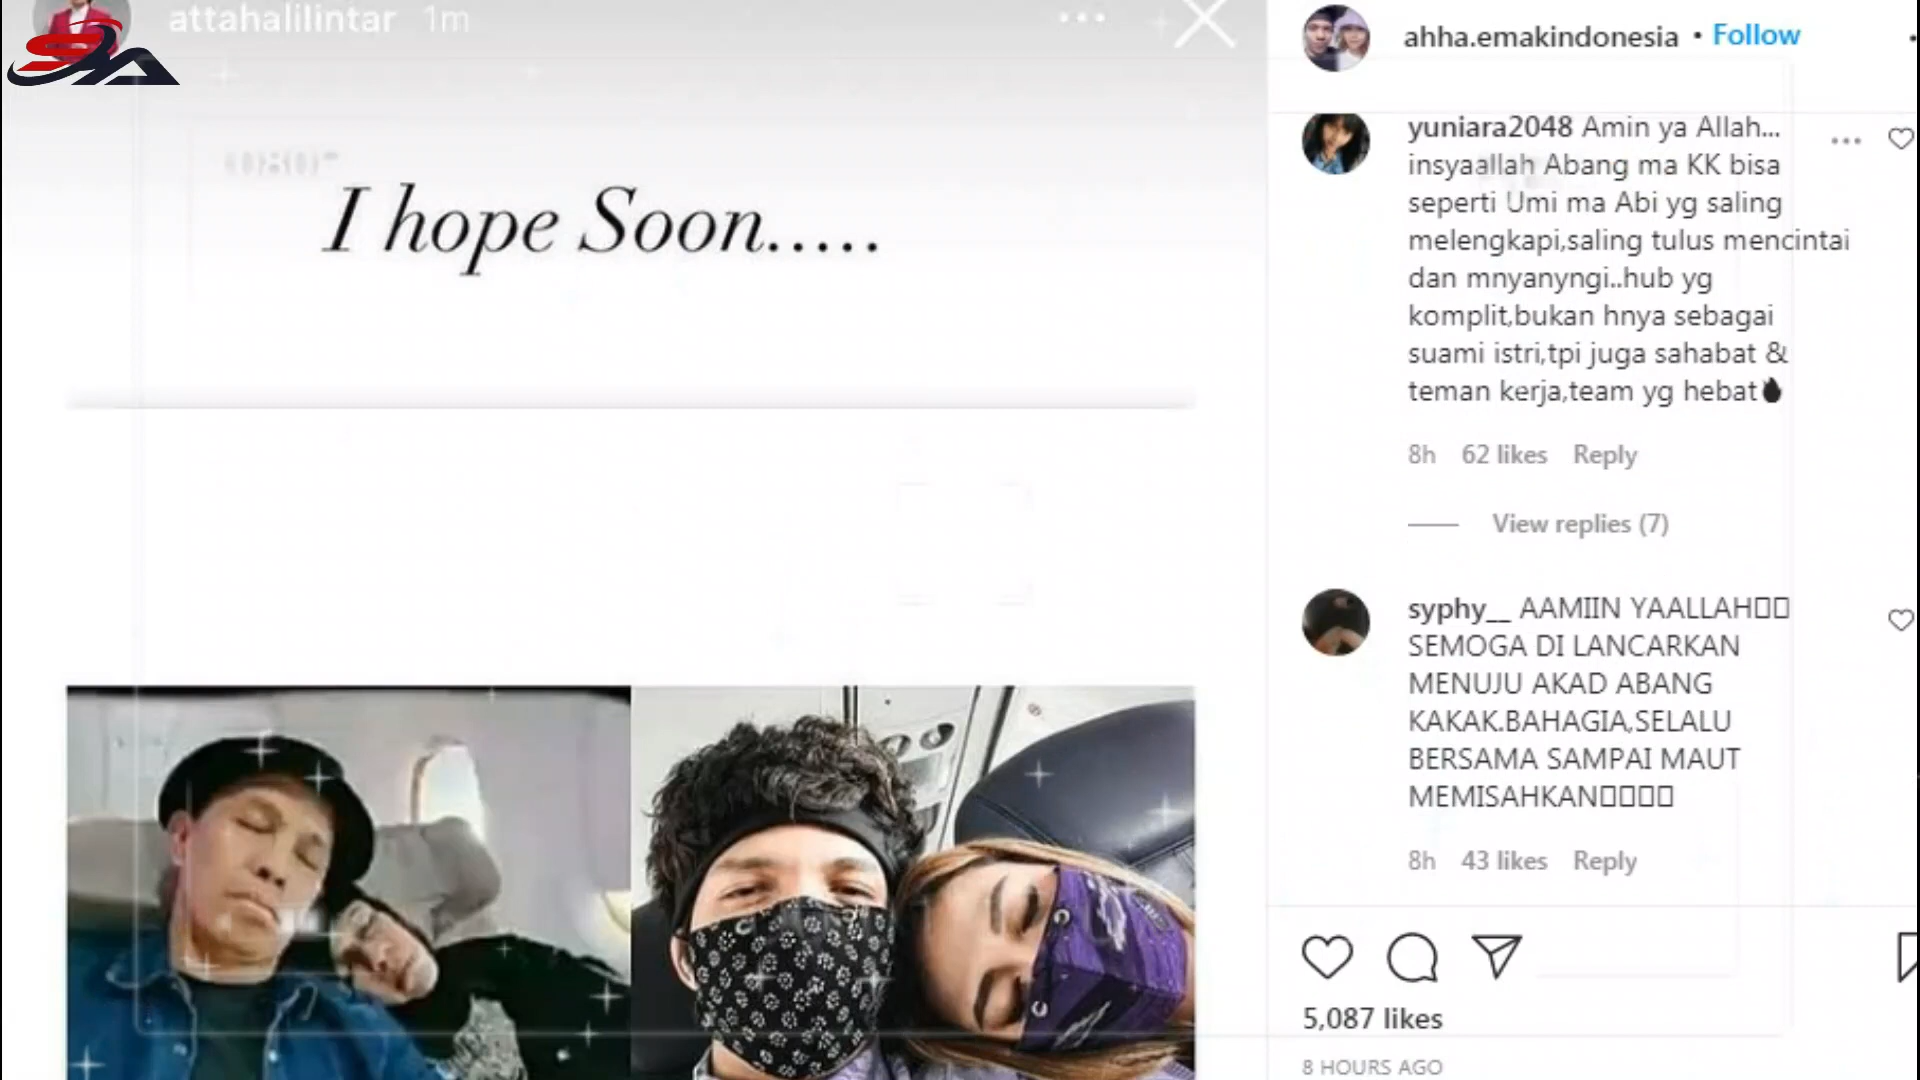 attahalilintar 1m
SA
I hope Soon.....
ahha.emakindonesia • Follow
yuniara2048 Amin ya Allah...
insyaallah Abang ma KK bisa
seperti Umi ma Abi yg saling
melengkapi,saling tulus mencintai
dan mnyanyngi..hub yg
komplit,bukan hnya sebagai
suami istri,tpi juga sahabat &
teman kerja,team yg hebat
8h 62 likes Reply
View replies (7)
syphy__ AAMIIN YAALLAH
SEMOGA DI LANCARKAN
MENUJU AKAD ABANG
KAKAK.BAHAGIA,SELALU
BERSAMA SAMPAI MAUT
MEMISAHKAN
8h 43 likes Reply
5,087 likes
8 HOURS AGO